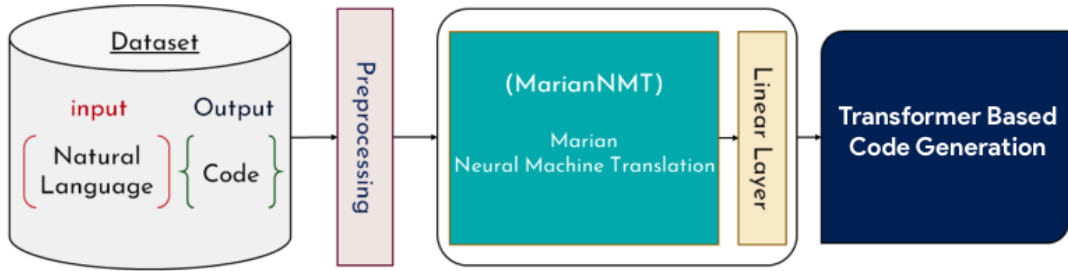 Dataset
input
Output
Natural
Language
Code
Preprocessing
(MarianNMT)
Marian
Neural Machine Translation
Linear Layer
Transformer Based
Code Generation